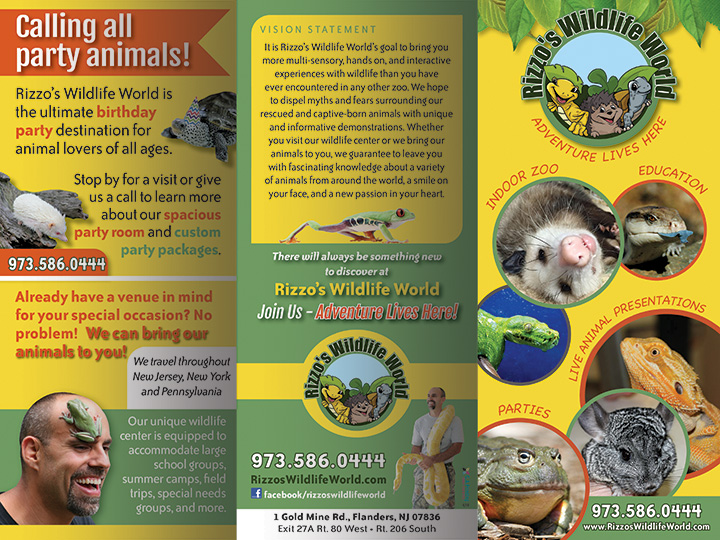 Calling all
party animals!
Rizzo's Wildlife World is
the ultimate birthday
party destination for
animal lovers of all ages.
Stop by for a visit or give
us a call to learn more
about our spacious
party room and custom
party packages.
973.586.0444
Already have a venue in mind
for your special occasion? No
problem! We can bring our
animals to you!
We travel throughout
New Jersey, New York
and Pennsylvania
Our unique wildlife
center is equipped to
accommodate large
school groups,
summer camps, field
trips, special needs
groups, and more.
VISION STATEMENT
It is Rizzo's Wildlife World's goal to bring you
more multi-sensory, hands on, and interactive
experiences with wildlife than you have
ever encountered in any other zoo. We hope
to dispel myths and fears surrounding our
rescued and captive-born animals with unique
and informative demonstrations. Whether
you visit our wildlife center or we bring our
animals to you, we guarantee to leave you
with fascinating knowledge about a variety
of animals from around the world, a smile on
your face, and a new passion in your heart.
There will always be something new
to discover at
Rizzo's Wildlife World
Join Us - Adventure Lives Here!
Rizzo's Wildlife World
973.586.0444
RizzosWildlifeWorld.com
f facebook/rizzoswildlifeworld
1 Gold Mine Rd., Flanders, NJ 07836
Exit 27A Rt. 80 West • Rt. 206 South
Rizzo's Wildlife World
ADVENTURE LIVES HERE
INDOOR ZOO
EDUCATION
LIVE ANIMAL PRESENTATIONS
PARTIES
973.586.0444
www.RizzosWildlifeWorld.com